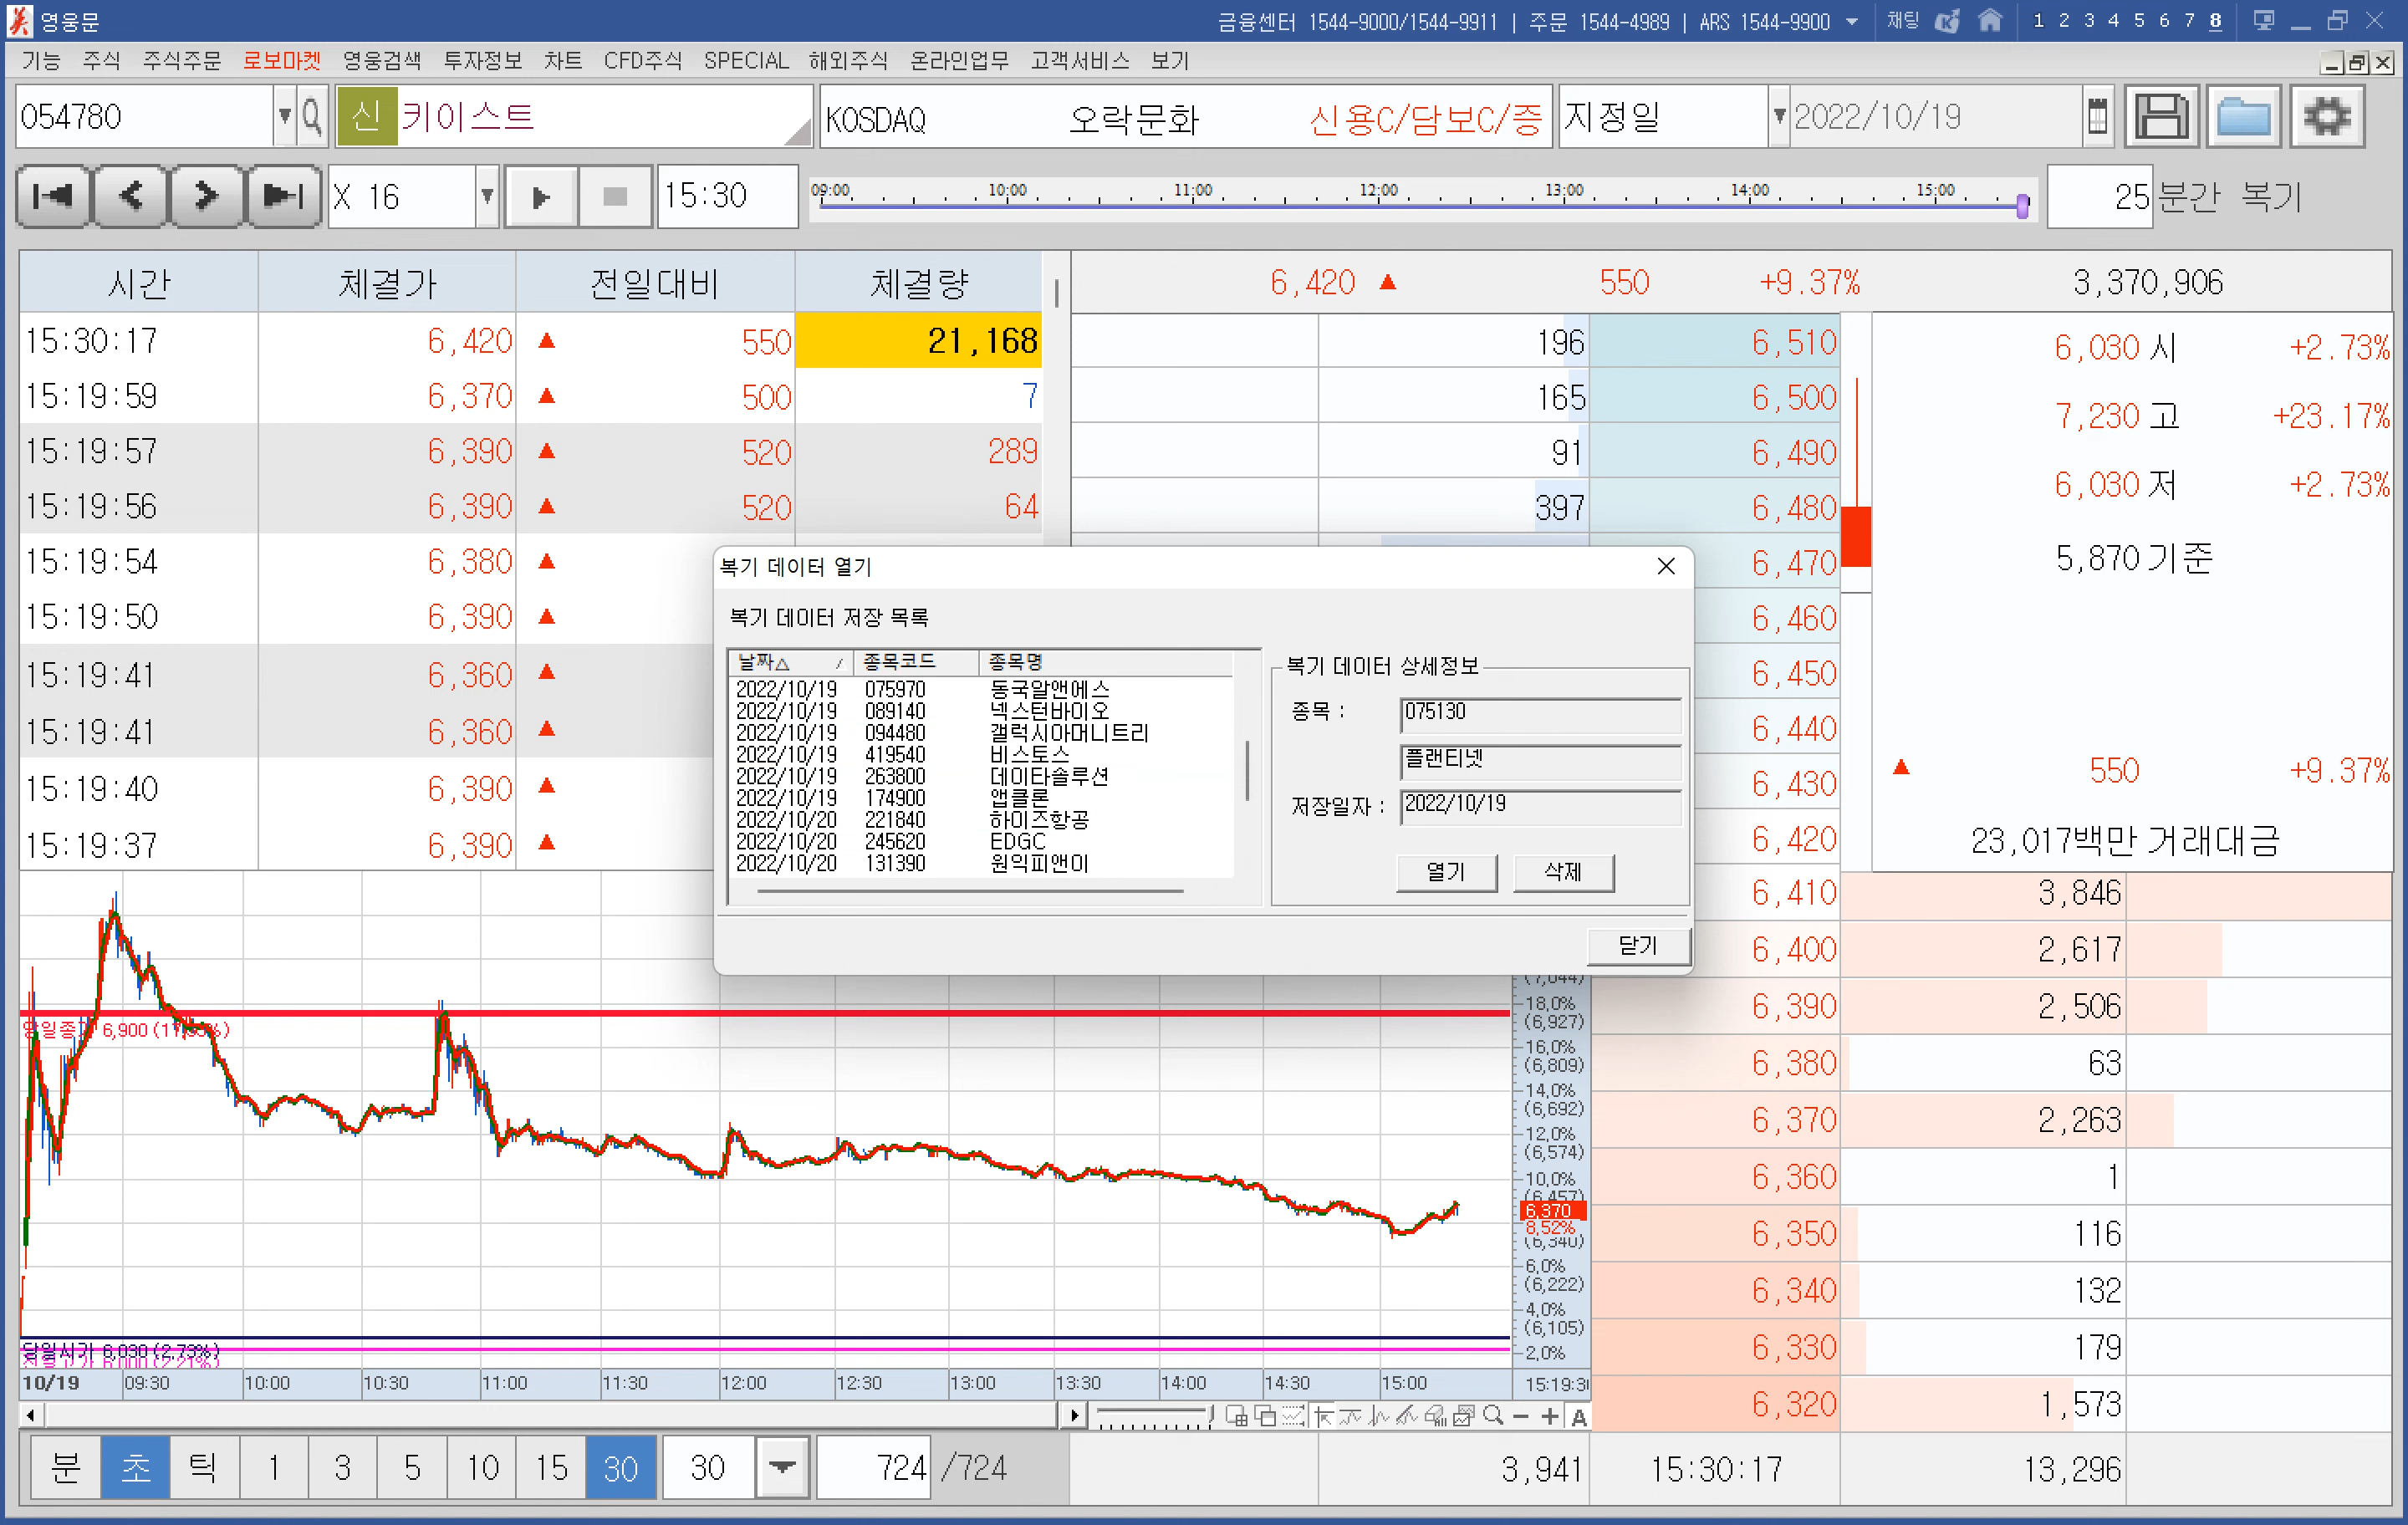 영웅문 금융센터 1544-9000/1544-9911 | 주문 1544-4989 | ARS 1544-9900 채팅 1 2 3 4 5 6 7 8
기능 주식 주식주문 로보마켓 영웅검색 투자정보 차트 CFD주식 SPECIAL 해외주식 온라인업무 고객서비스 보기
054780 신 키이스트 KOSDAQ 오락문화 신용C/담보C/증 지정일 2022/10/19
X 16 15:30 09:00 10:00 11:00 12:00 13:00 14:00 15:00 25 분간 복기
시간 체결가 전일대비 체결량
15:30:17 6,420 ▲ 550 21,168
15:19:59 6,370 ▲ 500 7
15:19:57 6,390 ▲ 520 289
15:19:56 6,390 ▲ 520 64
15:19:54 6,380 ▲
15:19:50 6,390 ▲
15:19:41 6,360 ▲
15:19:41 6,360 ▲
15:19:40 6,390 ▲
15:19:37 6,390 ▲
6,420 ▲ 550 +9.37% 3,370,906
196 6,510
165 6,500
91 6,490
397 6,480
6,470
6,460
6,450
6,440
6,430
6,420
6,030 시 +2.73%
7,230 고 +23.17%
6,030 저 +2.73%
5,870 기준
▲ 550 +9.37%
23,017백만 거래대금
6,410 3,846
6,400 2,617
6,390 2,506
6,380 63
6,370 2,263
6,360 1
6,350 116
6,340 132
6,330 179
6,320 1,573
복기 데이터 열기
복기 데이터 저장 목록
날짜△ 종목코드 종목명
2022/10/19 075970 동국알앤에스
2022/10/19 089140 넥스턴바이오
2022/10/19 094480 갤럭시아머니트리
2022/10/19 419540 비스토스
2022/10/19 263800 데이타솔루션
2022/10/19 174900 앱클론
2022/10/20 221840 하이즈항공
2022/10/20 245620 EDGC
2022/10/20 131390 원익피앤이
복기 데이터 상세정보
종목 : 075130
플랜티넷
저장일자 : 2022/10/19
열기 삭제
닫기
6,900
당일시가 6,030 (2.73%)
6,000 (2.21%)
(7,044)
18,0%
(6,927)
16,0%
(6,809)
14,0%
(6,692)
12,0%
(6,574)
10,0%
(6,457)
6,370
8,52%
(6,340)
6,0%
(6,222)
4,0%
(6,105)
2,0%
10/19 09:30 10:00 10:30 11:00 11:30 12:00 12:30 13:00 13:30 14:00 14:30 15:00 15:19:30
A
분 초 틱 1 3 5 10 15 30 30 724 /724
3,941 15:30:17 13,296